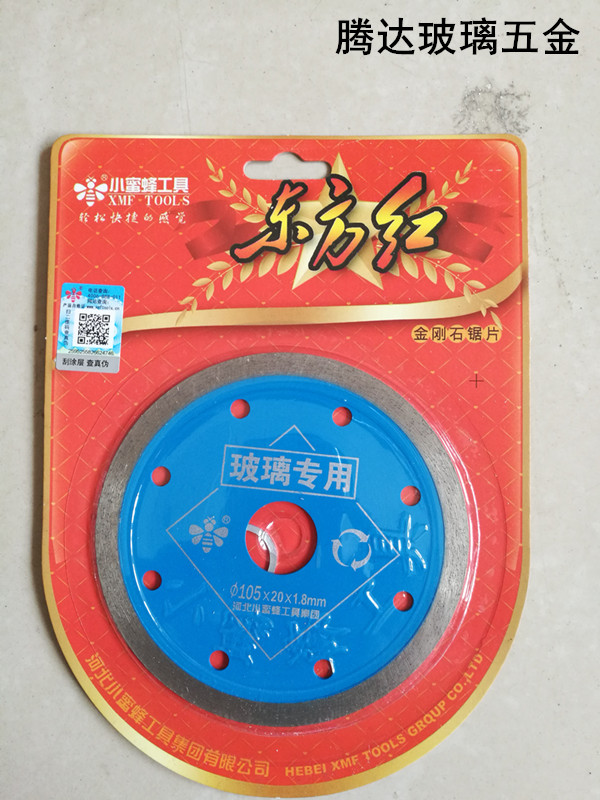 腾达玻璃五金
小蜜蜂工具
XMF-TOOLS
轻松快捷的感觉
东方红
刮涂层 查真伪
金刚石锯片
玻璃专用
φ105×20×1.8mm
河北小蜜蜂工具集团
河北小蜜蜂工具集团有限公司
HEBEI XMF TOOLS GROUP CO.,LTD